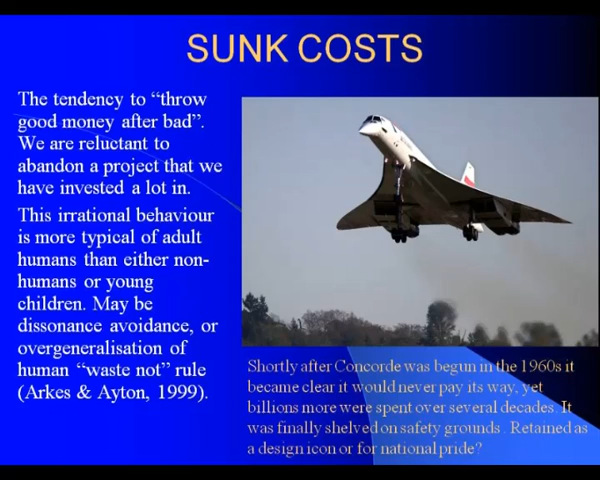 SUNK COSTS
The tendency to “throw
good money after bad”.
We are reluctant to
abandon a project that we
have invested a lot in.
This irrational behaviour
is more typical of adult
humans than either non-
humans or young
children. May be
dissonance avoidance, or
overgeneralisation of
human “waste not” rule
(Arkes & Ayton, 1999).
Shortly after Concorde was begun in the 1960s it
became clear it would never pay its way, yet
billions more were spent over several decades. It
was finally shelved on safety grounds . Retained as
a design icon or for national pride?